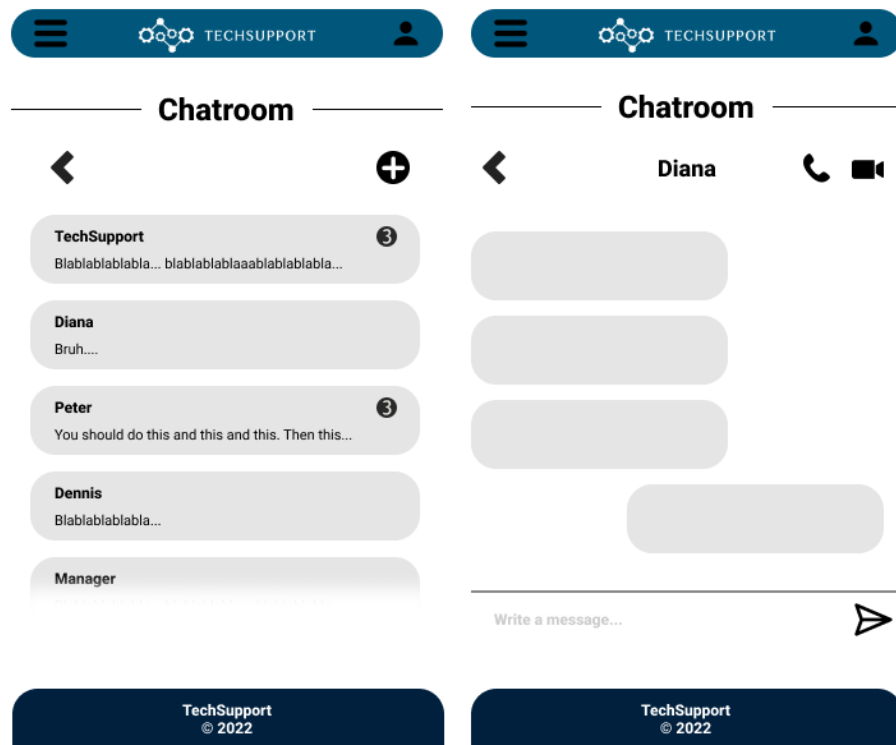 TECHSUPPORT
Chatroom
TechSupport
3
Blablablablabla... blablablablaaablablablabla...
Diana
Bruh....
Peter
3
You should do this and this and this. Then this...
Dennis
Blablablablabla...
Manager
TechSupport
© 2022
TECHSUPPORT
Chatroom
Diana
Write a message...
TechSupport
© 2022